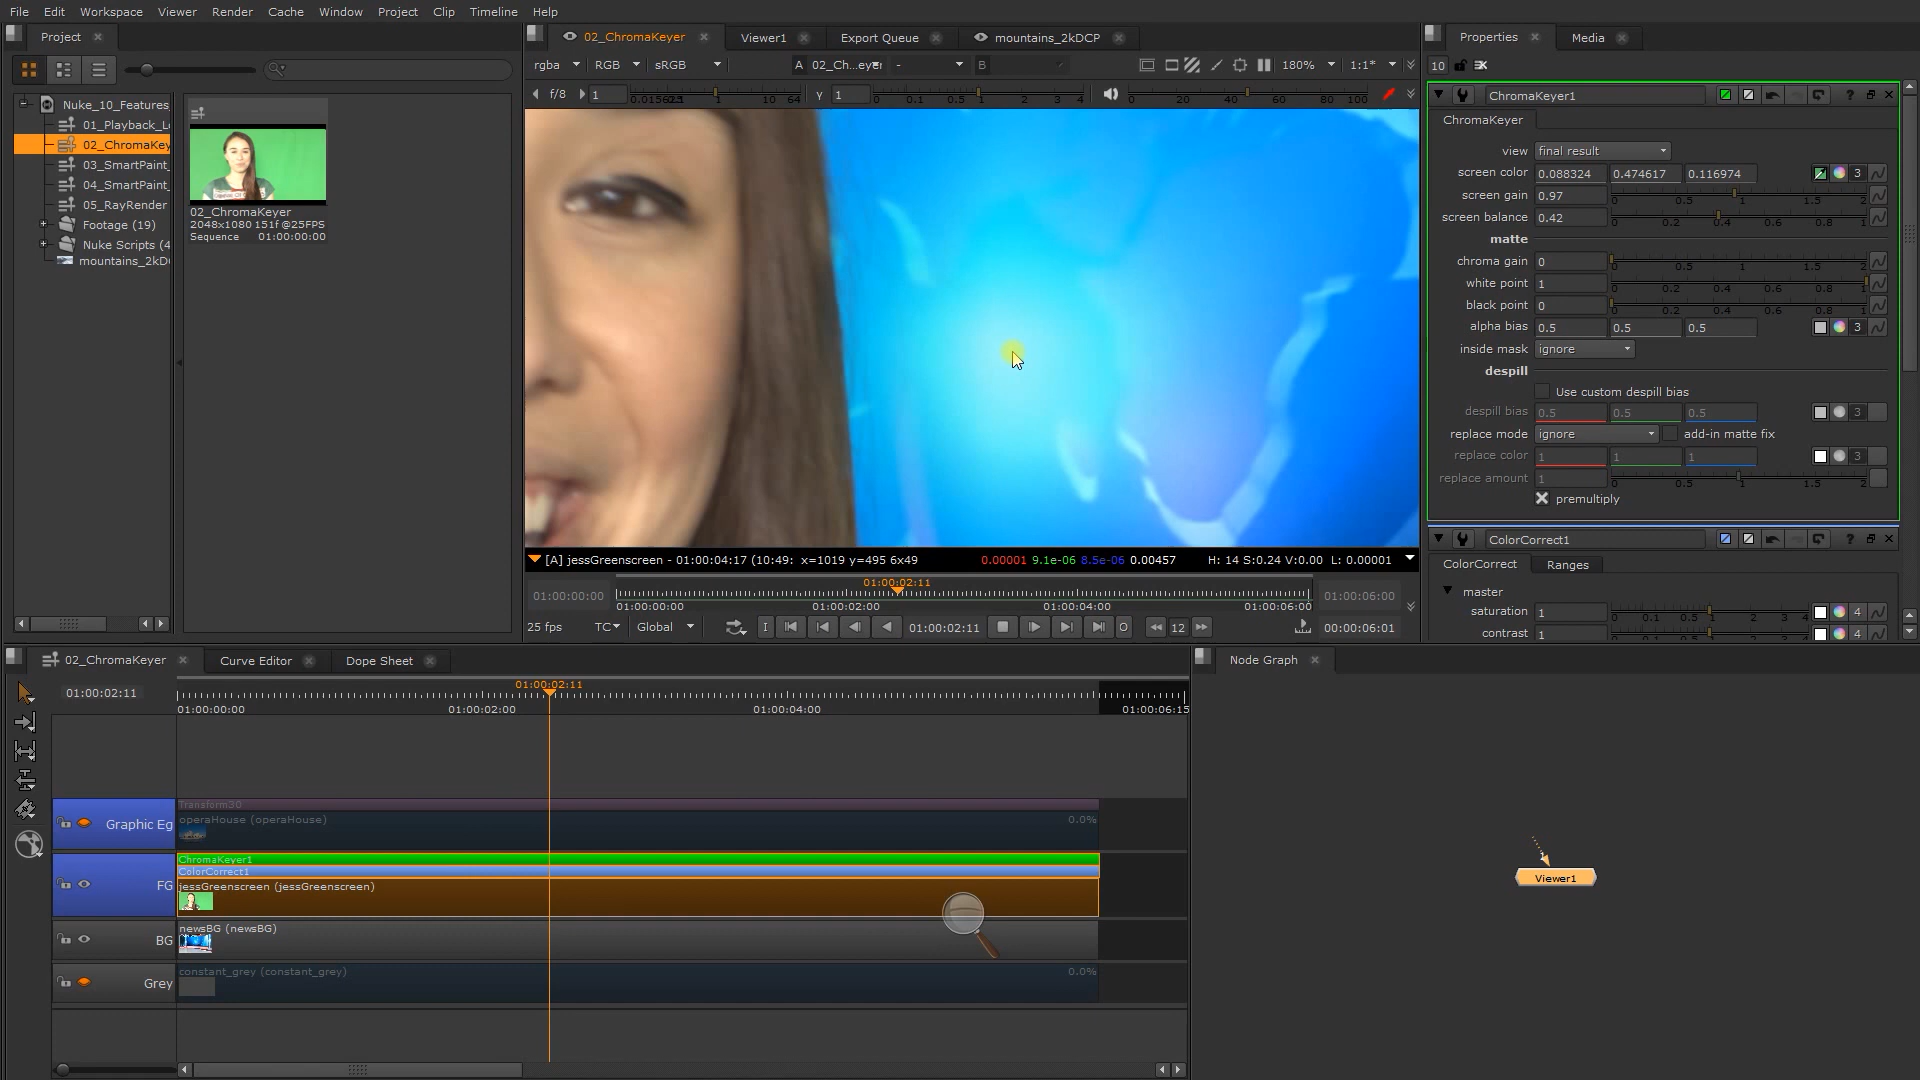 File Edit Workspace Viewer Render Cache Window Project Clip Timeline Help
Project
02_ChromaKeyer Viewer1 Export Queue mountains_2kDCP
Properties Media
rgba RGB sRGB A 02_Ch...eyer - B 180% 1:1*
10
f/8 1 10 64 y 1 0 0.1 1 2 3 4 0 20 40 60 80 100
Nuke_10_Features_
01_Playback_L
02_ChromaKey
03_SmartPaint_
04_SmartPaint_
05_RayRender
Footage (19)
Nuke Scripts (4
mountains_2kD
02_ChromaKeyer
2048x1080 151f @25FPS
Sequence 01:00:00:00
ChromaKeyer1
ChromaKeyer
view final result
screen color 0.088324 0.474617 0.116974 3
screen gain 0.97 0 0.5 1.5 2
screen balance 0.42 0 0.2 0.4 0.6 0.8 1
matte
chroma gain 0 0 0.5 1 1.5 2
white point 1 0 0.2 0.4 0.6 0.8 1
black point 0 0 0.2 0.4 0.6 0.8 1
alpha bias 0.5 0.5 0.5 3
inside mask ignore
despill
Use custom despill bias
despill bias 0.5 0.5 0.5 3
replace mode ignore add-in matte fix
replace color 1 1 1 3
replace amount 1 0 0.5 1 1.5 2
premultiply
ColorCorrect1
ColorCorrect Ranges
master
saturation 1 0 0.1 1 2 3 4 4
contrast 1 0 0.1 1 2 3 4 4
[A] jessGreenscreen - 01:00:04:17 (10:49: x=1019 y=495 6x49 0.00001 9.1e-06 8.5e-06 0.00457 H: 14 S:0.24 V:0.00 L: 0.00001
01:00:02:11
01:00:00:00 01:00:06:00
01:00:00:00 01:00:02:00 01:00:04:00 01:00:06:00
25 fps TC Global I 01:00:02:11 O 12 00:00:06:01
02_ChromaKeyer Curve Editor Dope Sheet
Node Graph
01:00:02:11 01:00:02:11
01:00:00:00 01:00:02:00 01:00:04:00 01:00:06:15
Transform30
Graphic Eg operaHouse (operaHouse) 0.0%
ChromaKeyer1
ColorCorrect1
FG jessGreenscreen (jessGreenscreen)
BG newsBG (newsBG)
Grey constant_grey (constant_grey) 0.0%
Viewer1